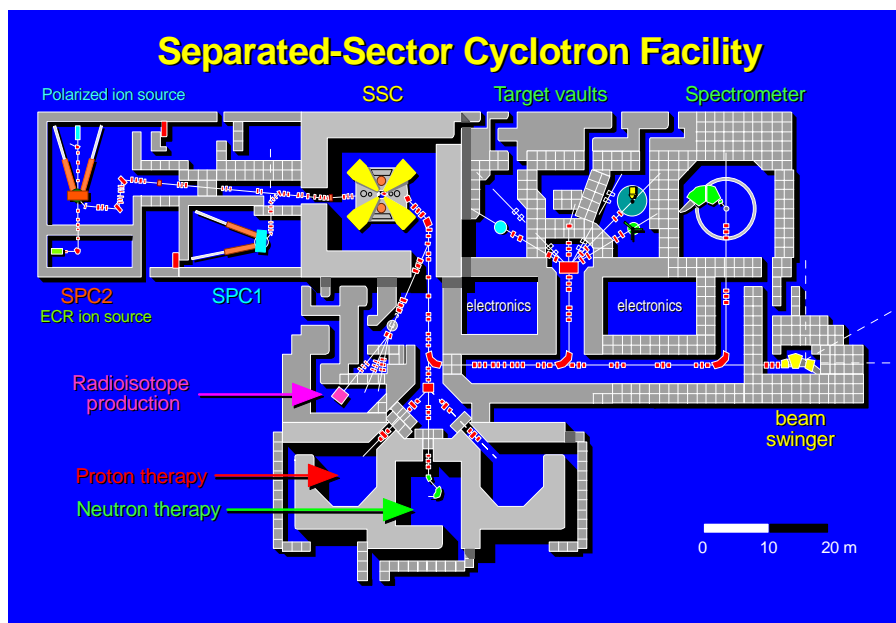 Separated-Sector Cyclotron Facility
Polarized ion source
SSC
Target vaults
Spectrometer
SPC2
ECR ion source
SPC1
electronics
electronics
Radioisotope
production
beam
swinger
Proton therapy
Neutron therapy
0 10 20 m